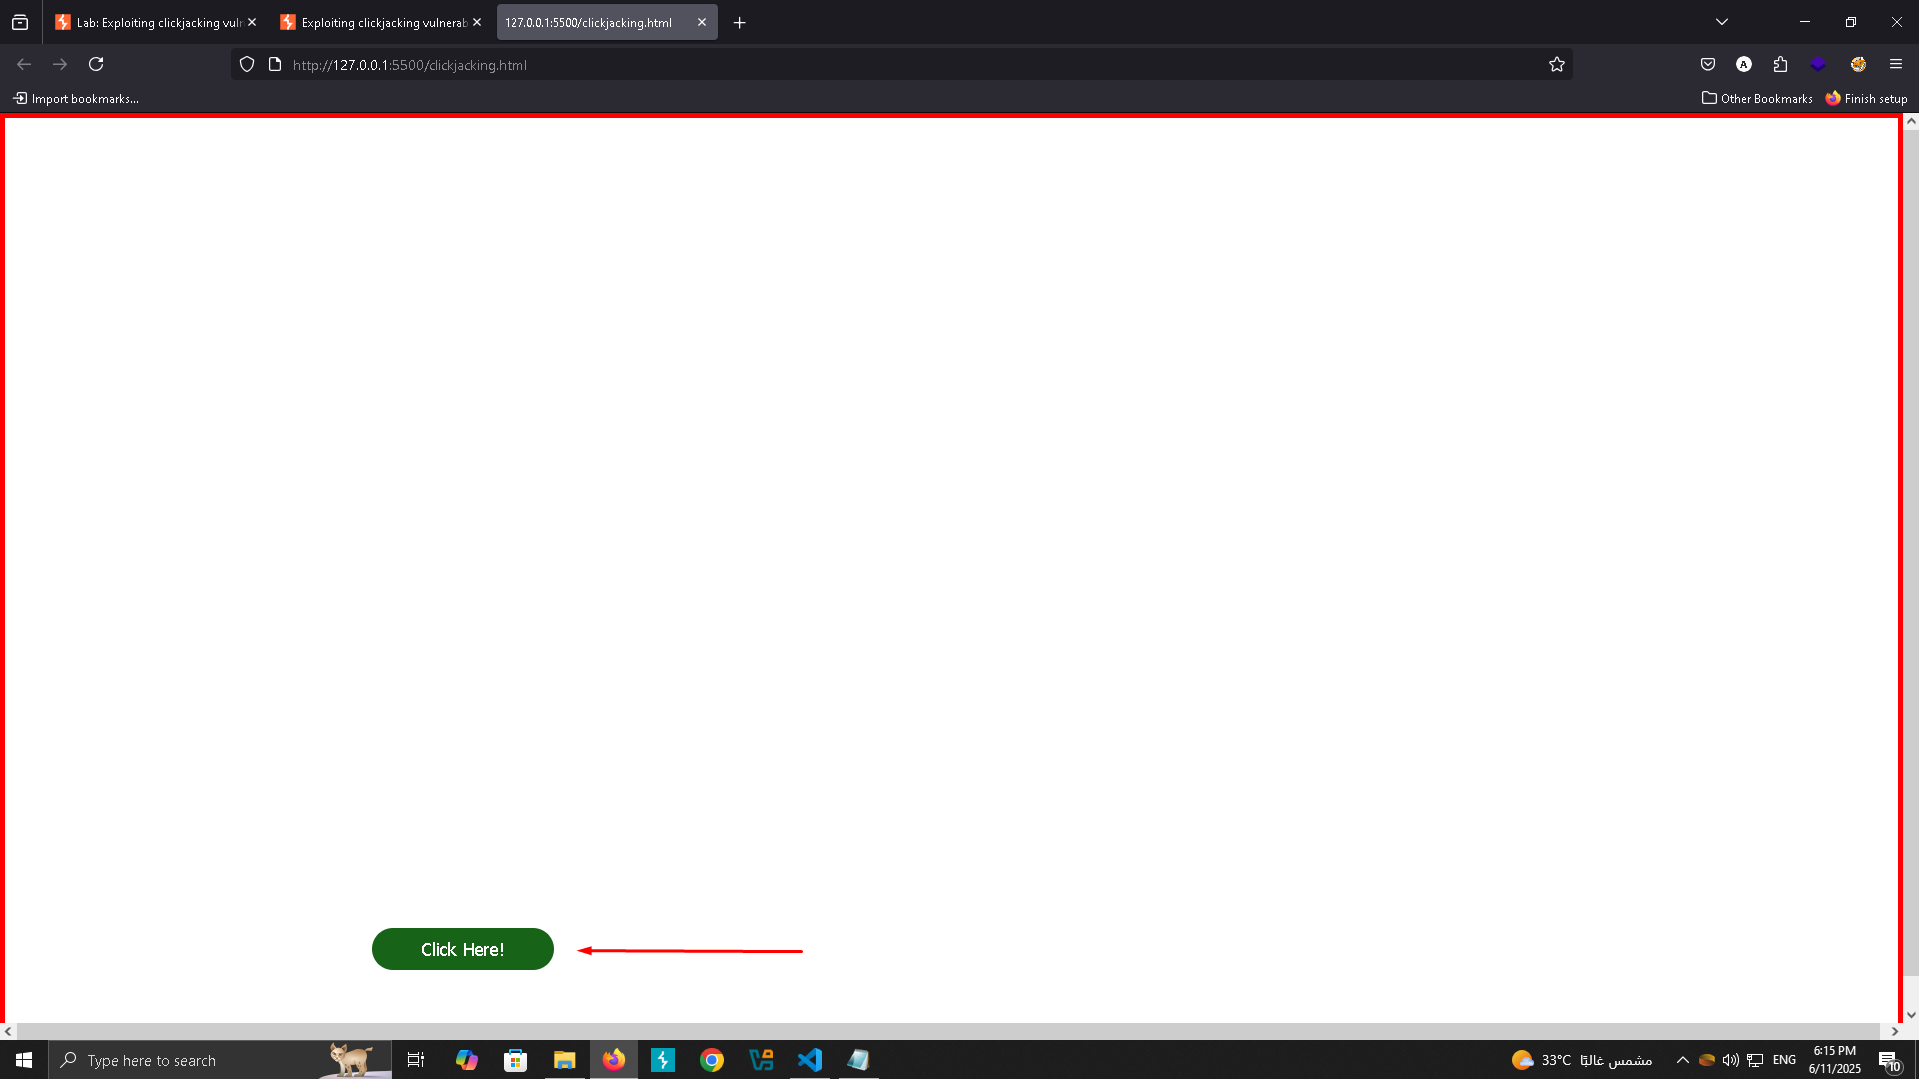 Lab: Exploiting clickjacking vuln
Exploiting clickjacking vulnerab
127.0.0.1:5500/clickjacking.html
http://127.0.0.1:5500/clickjacking.html
A
Import bookmarks...
Other Bookmarks
Finish setup
Click Here!
Type here to search
33°C مشمس غالبًا
ENG
6:15 PM
6/11/2025
10